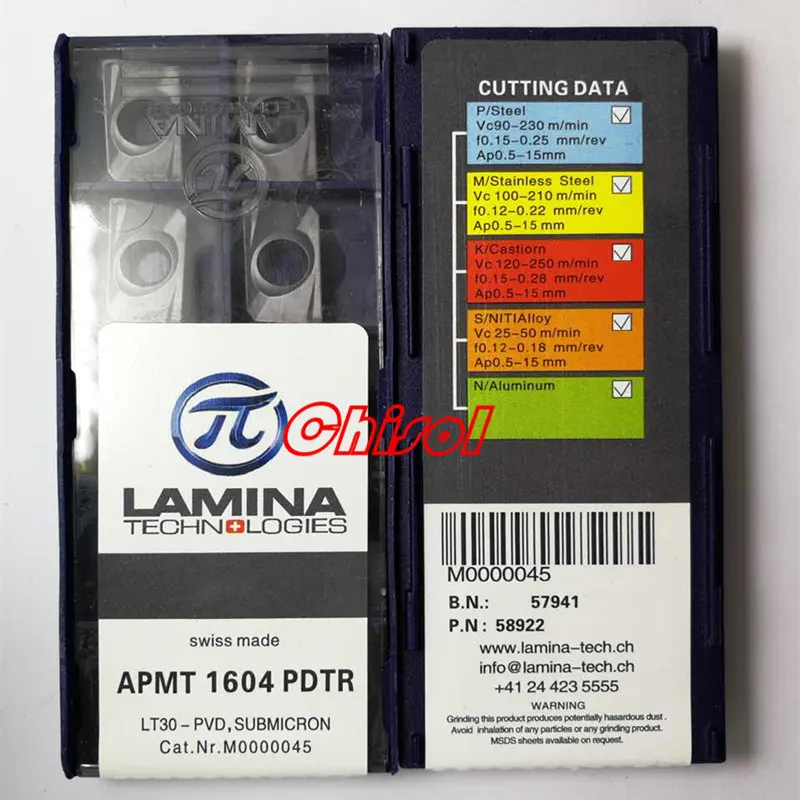 LAMINA
TECHNOLOGIES
Chisol
LAMINA
TECHNOLOGIES
swiss made
APMT 1604 PDTR
LT30-PVD, SUBMICRON
Cat.Nr.M0000045
CUTTING DATA
P/Steel
Vc90-230 m/min
f0.15-0.25 mm/rev
Ap0.5-15mm
M/Stainless Steel
Vc 100-210 m/min
f0.12-0.22 mm/rev
Ap0.5-15 mm
K/Castiorn
Vc 120-250 m/min
f0.15-0.28 mm/rev
Ap0.5-15 mm
S/NITIAlloy
Vc 25-50 m/min
f0.12-0.18 mm/rev
Ap0.5-15 mm
N/Aluminum
M0000045
B.N.: 57941
P.N: 58922
www.lamina-tech.ch
info@lamina-tech.ch
+41 24 423 5555
WARNING
Grinding this product produces potentially hazardous dust.
Avoid inhalation of any particles or any grinding product.
MSDS sheets available on request.